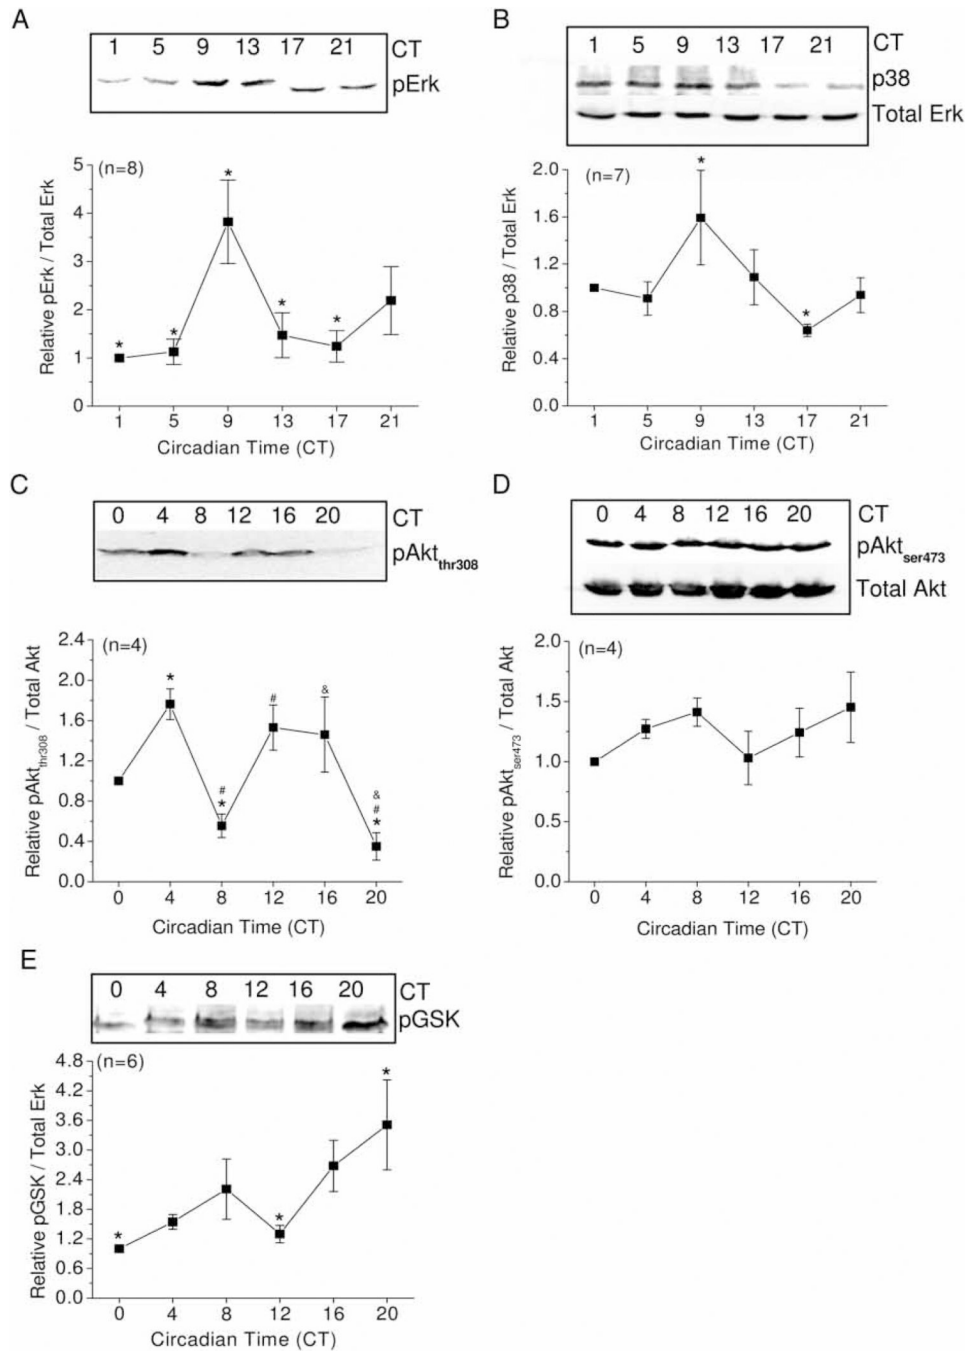 A
1 5 9 13 17 21 CT
pErk
(n=8)
Relative pErk / Total Erk
5
4
3
2
1
0
* * * * *
1 5 9 13 17 21
Circadian Time (CT)
B
1 5 9 13 17 21 CT
p38
Total Erk
(n=7)
Relative p38 / Total Erk
2.0
1.6
1.2
0.8
0.4
0.0
* *
1 5 9 13 17 21
Circadian Time (CT)
C
0 4 8 12 16 20 CT
pAktthr308
(n=4)
Relative pAktthr308 / Total Akt
2.4
2.0
1.6
1.2
0.8
0.4
0.0
*
#
*
#
&
&
#
*
0 4 8 12 16 20
Circadian Time (CT)
D
0 4 8 12 16 20 CT
pAktser473
Total Akt
(n=4)
Relative pAktser473 / Total Akt
2.0
1.5
1.0
0.5
0.0
0 4 8 12 16 20
Circadian Time (CT)
E
0 4 8 12 16 20 CT
pGSK
(n=6)
Relative pGSK / Total Erk
4.8
4.2
3.6
3.0
2.4
1.8
1.2
0.6
0.0
* * *
0 4 8 12 16 20
Circadian Time (CT)